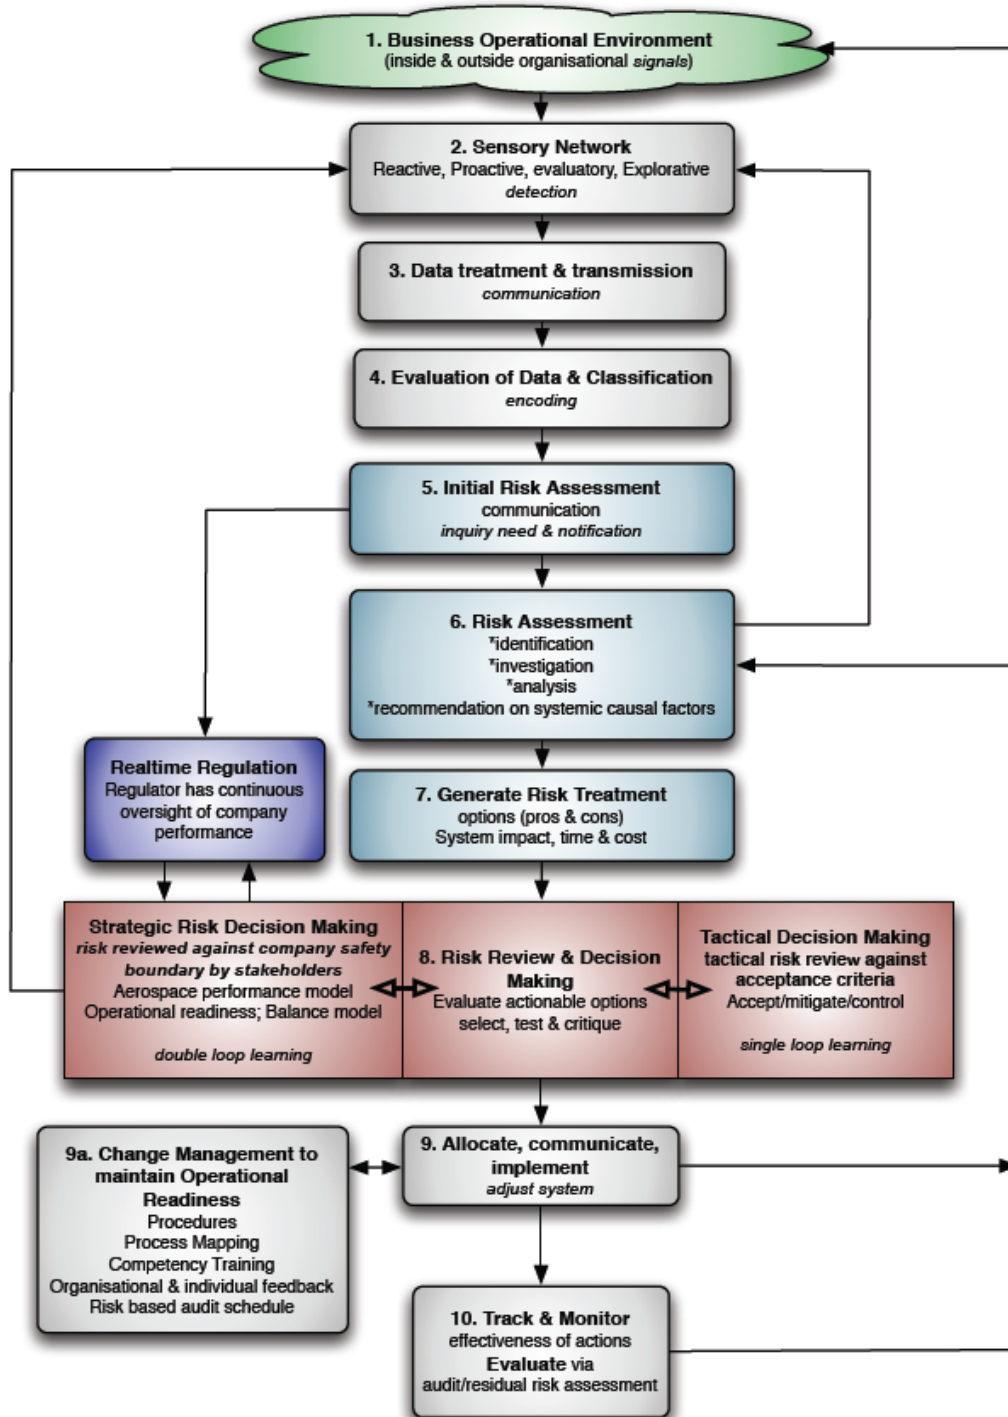 1. Business Operational Environment
(inside & outside organisational signals)
2. Sensory Network
Reactive, Proactive, evaluatory, Explorative
detection
3. Data treatment & transmission
communication
4. Evaluation of Data & Classification
encoding
5. Initial Risk Assessment
communication
inquiry need & notification
6. Risk Assessment
*identification
*investigation
*analysis
*recommendation on systemic causal factors
Realtime Regulation
Regulator has continuous
oversight of company
performance
7. Generate Risk Treatment
options (pros & cons)
System impact, time & cost
Strategic Risk Decision Making
risk reviewed against company safety
boundary by stakeholders
Aerospace performance model
Operational readiness; Balance model
double loop learning
8. Risk Review & Decision
Making
Evaluate actionable options
select, test & critique
Tactical Decision Making
tactical risk review against
acceptance criteria
Accept/mitigate/control
single loop learning
9a. Change Management to
maintain Operational
Readiness
Procedures
Process Mapping
Competency Training
Organisational & individual feedback
Risk based audit schedule
9. Allocate, communicate,
implement
adjust system
10. Track & Monitor
effectiveness of actions
Evaluate via
audit/residual risk assessment